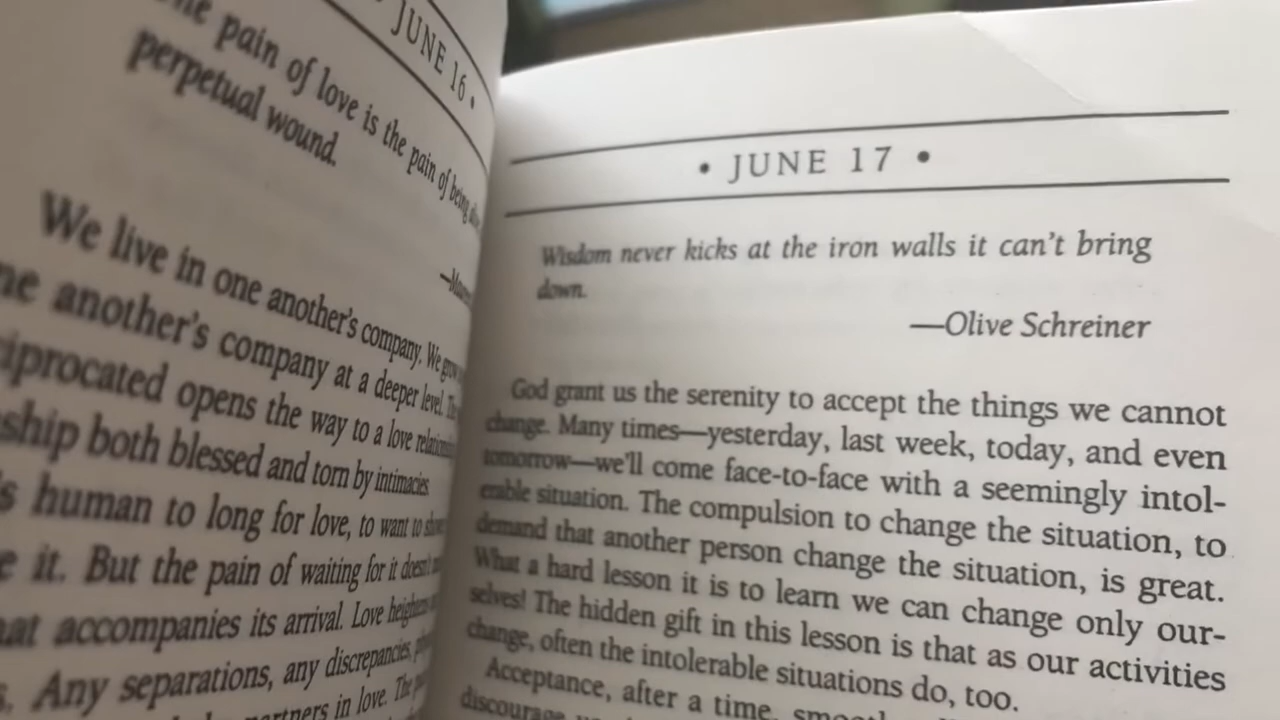 • JUNE 16 •
pain of love is the pain of being
perpetual wound.
We live in one another's company. We grow
another's company at a deeper level.
opens the way to a love
both blessed and torn by intimacies
human to long for love, to want to
it. But the pain of waiting for it doesn't
accompanies its arrival. Love
Any separations, any discrepancies,
in love. The
• JUNE 17 •
Wisdom never kicks at the iron walls it can't bring
down.
—Olive Schreiner
God grant us the serenity to accept the things we cannot
change. Many times—yesterday, last week, today, and even
tomorrow—we'll come face-to-face with a seemingly intol-
erable situation. The compulsion to change the situation, to
demand that another person change the situation, is great.
What a hard lesson it is to learn we can change only our-
selves! The hidden gift in this lesson is that as our activities
change, often the intolerable situations do, too.
Acceptance, after a time,